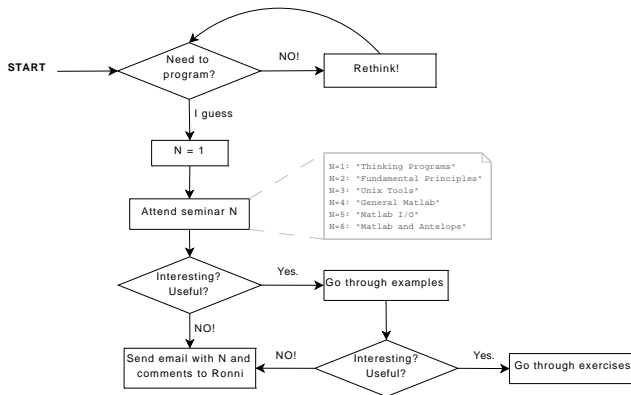 START
Need to
program?
NO!
Rethink!
I guess
N = 1
Attend seminar N
N=1: "Thinking Programs"
N=2: "Fundamental Principles"
N=3: "Unix Tools"
N=4: "General Matlab"
N=5: "Matlab I/O"
N=6: "Matlab and Antelope"
Interesting?
Useful?
Yes.
Go through examples
NO!
Send email with N and
comments to Ronni
NO!
Interesting?
Useful?
Yes.
Go through exercises